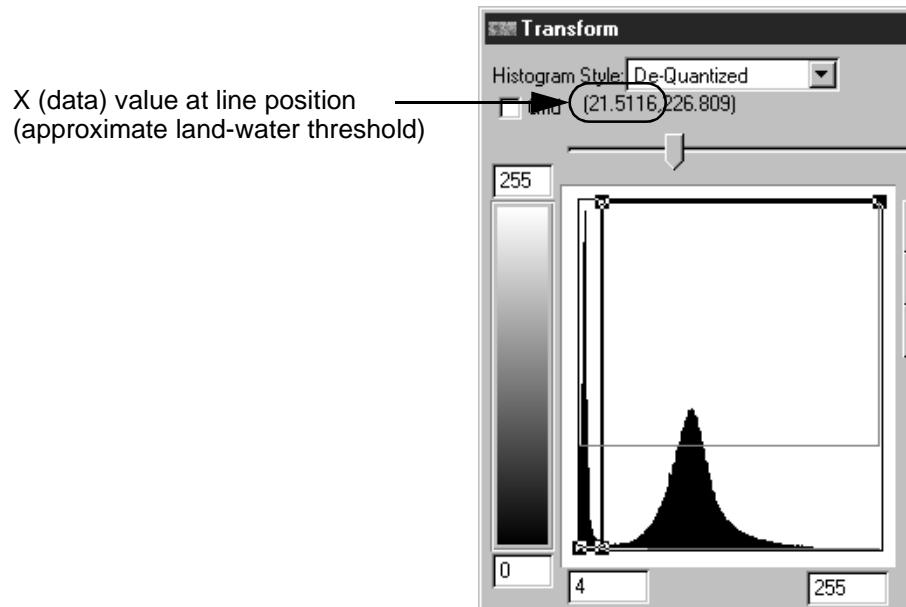 Transform
Histogram Style: De-Quantized
X (data) value at line position
(approximate land-water threshold)
(21.5116,226.809)
255
0
4
255